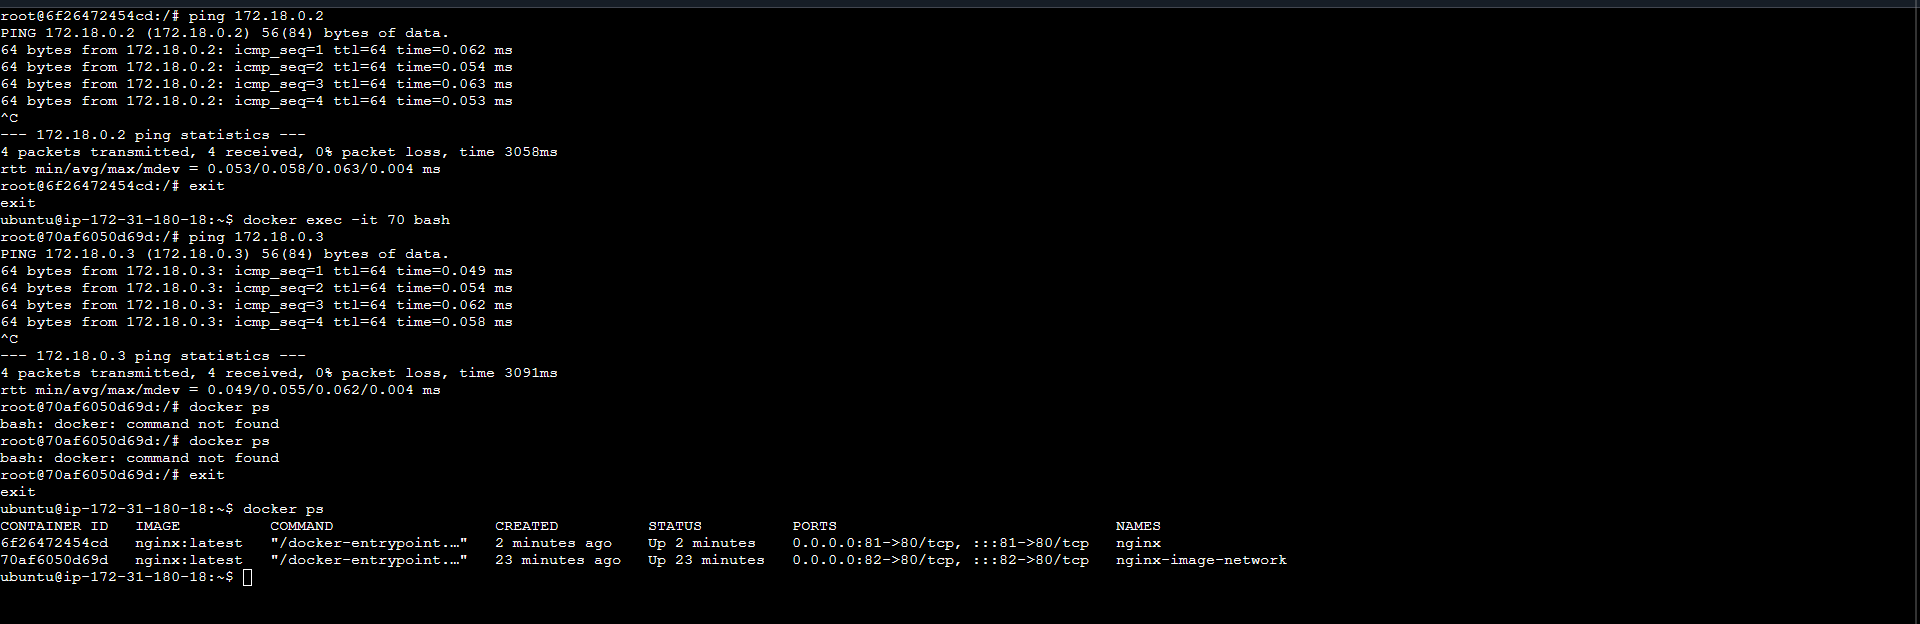 root@6f26472454cd:/# ping 172.18.0.2
PING 172.18.0.2 (172.18.0.2) 56(84) bytes of data.
64 bytes from 172.18.0.2: icmp_seq=1 ttl=64 time=0.062 ms
64 bytes from 172.18.0.2: icmp_seq=2 ttl=64 time=0.054 ms
64 bytes from 172.18.0.2: icmp_seq=3 ttl=64 time=0.063 ms
64 bytes from 172.18.0.2: icmp_seq=4 ttl=64 time=0.053 ms
^C
--- 172.18.0.2 ping statistics ---
4 packets transmitted, 4 received, 0% packet loss, time 3058ms
rtt min/avg/max/mdev = 0.053/0.058/0.063/0.004 ms
root@6f26472454cd:/# exit
exit
ubuntu@ip-172-31-180-18:~$ docker exec -it 70 bash
root@70af6050d69d:/# ping 172.18.0.3
PING 172.18.0.3 (172.18.0.3) 56(84) bytes of data.
64 bytes from 172.18.0.3: icmp_seq=1 ttl=64 time=0.049 ms
64 bytes from 172.18.0.3: icmp_seq=2 ttl=64 time=0.054 ms
64 bytes from 172.18.0.3: icmp_seq=3 ttl=64 time=0.062 ms
64 bytes from 172.18.0.3: icmp_seq=4 ttl=64 time=0.058 ms
^C
--- 172.18.0.3 ping statistics ---
4 packets transmitted, 4 received, 0% packet loss, time 3091ms
rtt min/avg/max/mdev = 0.049/0.055/0.062/0.004 ms
root@70af6050d69d:/# docker ps
bash: docker: command not found
root@70af6050d69d:/# docker ps
bash: docker: command not found
root@70af6050d69d:/# exit
exit
ubuntu@ip-172-31-180-18:~$ docker ps
CONTAINER ID   IMAGE          COMMAND                  CREATED          STATUS          PORTS                               NAMES
6f26472454cd   nginx:latest   "/docker-entrypoint.…"   2 minutes ago    Up 2 minutes    0.0.0.0:81->80/tcp, :::81->80/tcp   nginx
70af6050d69d   nginx:latest   "/docker-entrypoint.…"   23 minutes ago   Up 23 minutes   0.0.0.0:82->80/tcp, :::82->80/tcp   nginx-image-network
ubuntu@ip-172-31-180-18:~$